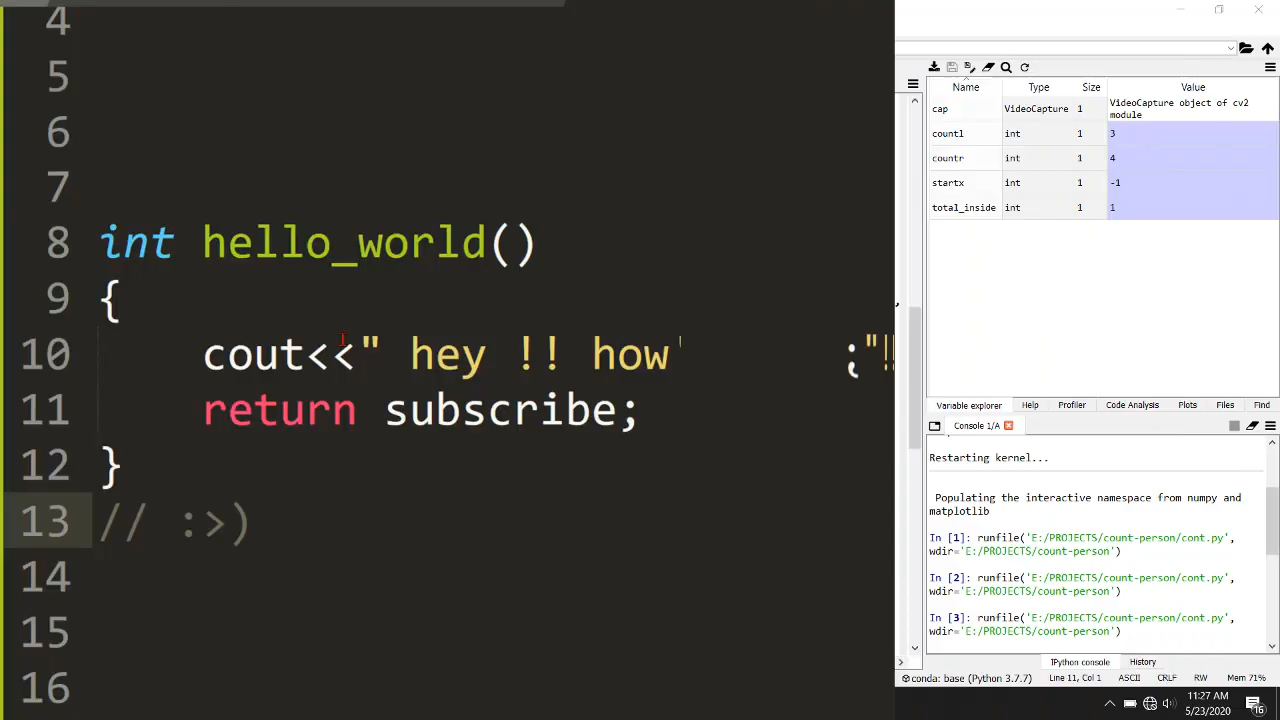 4
5
6
7
8 int hello_world()
9 {
10 cout<<" hey !! how' ;"!!
11 return subscribe;
12 }
13 // :>)
14
15
16
Name Type Size Value
cap VideoCapture 1 VideoCapture object of cv2
module
countl int 1 3
countr int 1 4
startx int 1 -1
total_inside int 1 1
Variable explorer Help Profiler Code Analysis Plots Files Find
Console 1/A
Restarting kernel...
Populating the interactive namespace from numpy and
matplotlib
In [1]: runfile('E:/PROJECTS/count-person/cont.py',
wdir='E:/PROJECTS/count-person')
In [2]: runfile('E:/PROJECTS/count-person/cont.py',
wdir='E:/PROJECTS/count-person')
In [3]: runfile('E:/PROJECTS/count-person/cont.py',
wdir='E:/PROJECTS/count-person')
IPython console History
conda: base (Python 3.7.7) Line 11, Col 1 ASCII CRLF RW Mem 71%
11:27 AM
5/23/2020 16